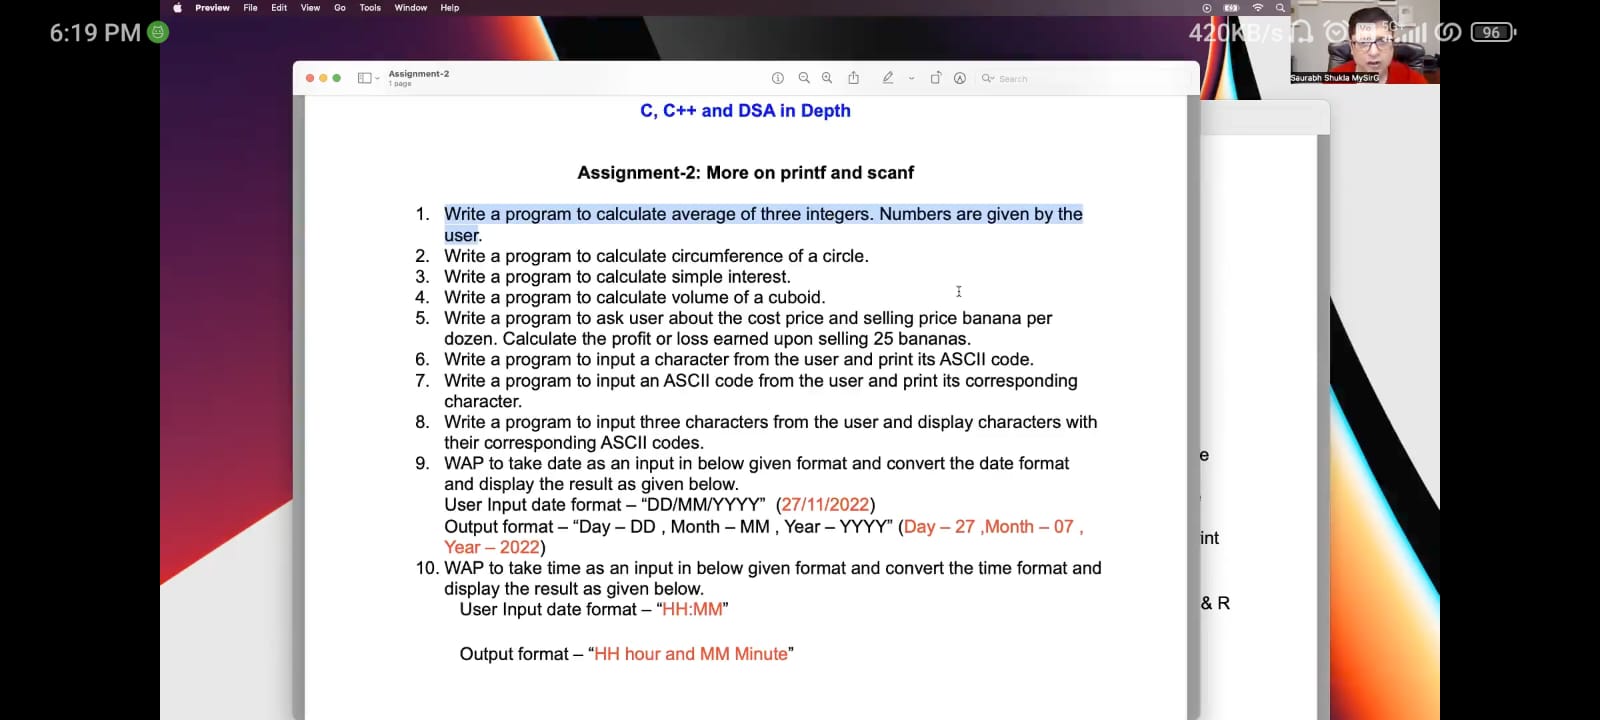 Preview File Edit View Go Tools Window Help
6:19 PM
420KB/s
96
Saurabh Shukla MySirG
Assignment-2
1 page
Search
C, C++ and DSA in Depth
Assignment-2: More on printf and scanf
1. Write a program to calculate average of three integers. Numbers are given by the
user.
2. Write a program to calculate circumference of a circle.
3. Write a program to calculate simple interest.
4. Write a program to calculate volume of a cuboid.
5. Write a program to ask user about the cost price and selling price banana per
dozen. Calculate the profit or loss earned upon selling 25 bananas.
6. Write a program to input a character from the user and print its ASCII code.
7. Write a program to input an ASCII code from the user and print its corresponding
character.
8. Write a program to input three characters from the user and display characters with
their corresponding ASCII codes.
9. WAP to take date as an input in below given format and convert the date format
and display the result as given below.
User Input date format – “DD/MM/YYYY” (27/11/2022)
Output format – “Day – DD , Month – MM , Year – YYYY” (Day – 27 ,Month – 07 ,
Year – 2022)
10. WAP to take time as an input in below given format and convert the time format and
display the result as given below.
User Input date format – “HH:MM”
Output format – “HH hour and MM Minute”
e
int
& R